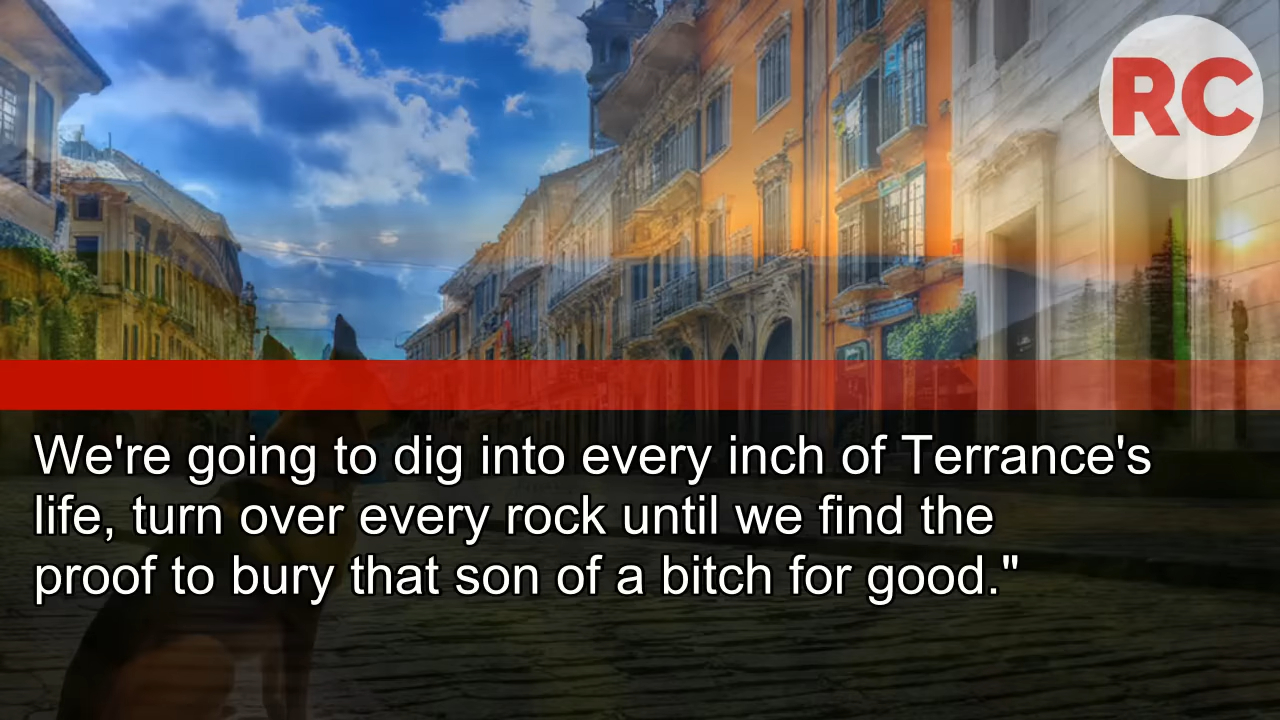 RC
We're going to dig into every inch of Terrance's
life, turn over every rock until we find the
proof to bury that son of a bitch for good."